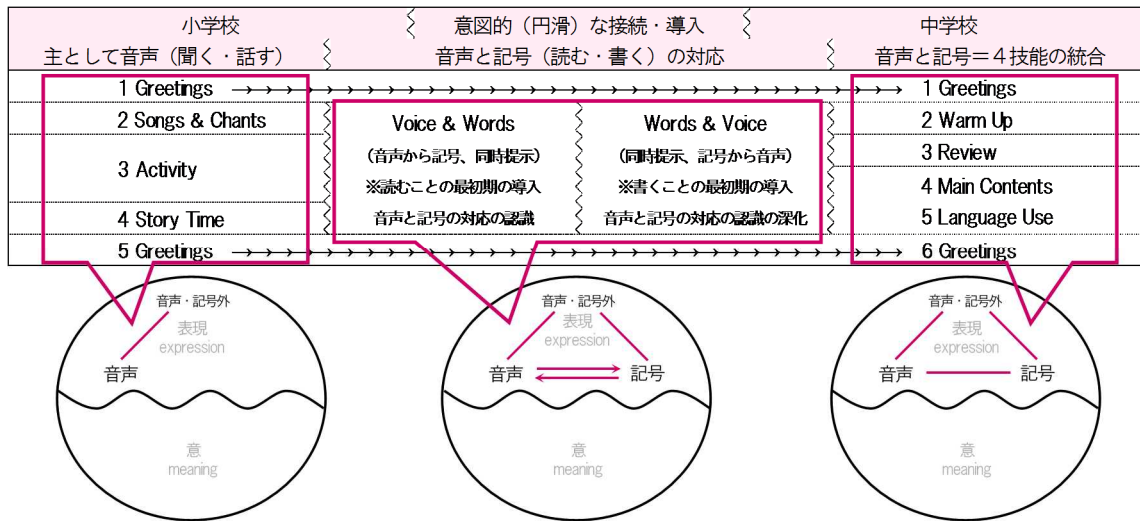 小学校
意図的（円滑）な接続・導入
中学校
主として音声（聞く・話す）
音声と記号（読む・書く）の対応
音声と記号＝４技能の統合
1 Greetings
2 Songs & Chants
3 Activity
4 Story Time
5 Greetings
Voice & Words
（音声から記号、同時提示）
※読むことの最初期の導入
音声と記号の対応の認識
Words & Voice
（同時提示、記号から音声）
※書くことの最初期の導入
音声と記号の対応の認識の深化
1 Greetings
2 Warm Up
3 Review
4 Main Contents
5 Language Use
6 Greetings
音声・記号外
表現
expression
音声
意
meaning
音声・記号外
表現
expression
音声
記号
意
meaning
音声・記号外
表現
expression
音声
記号
意
meaning